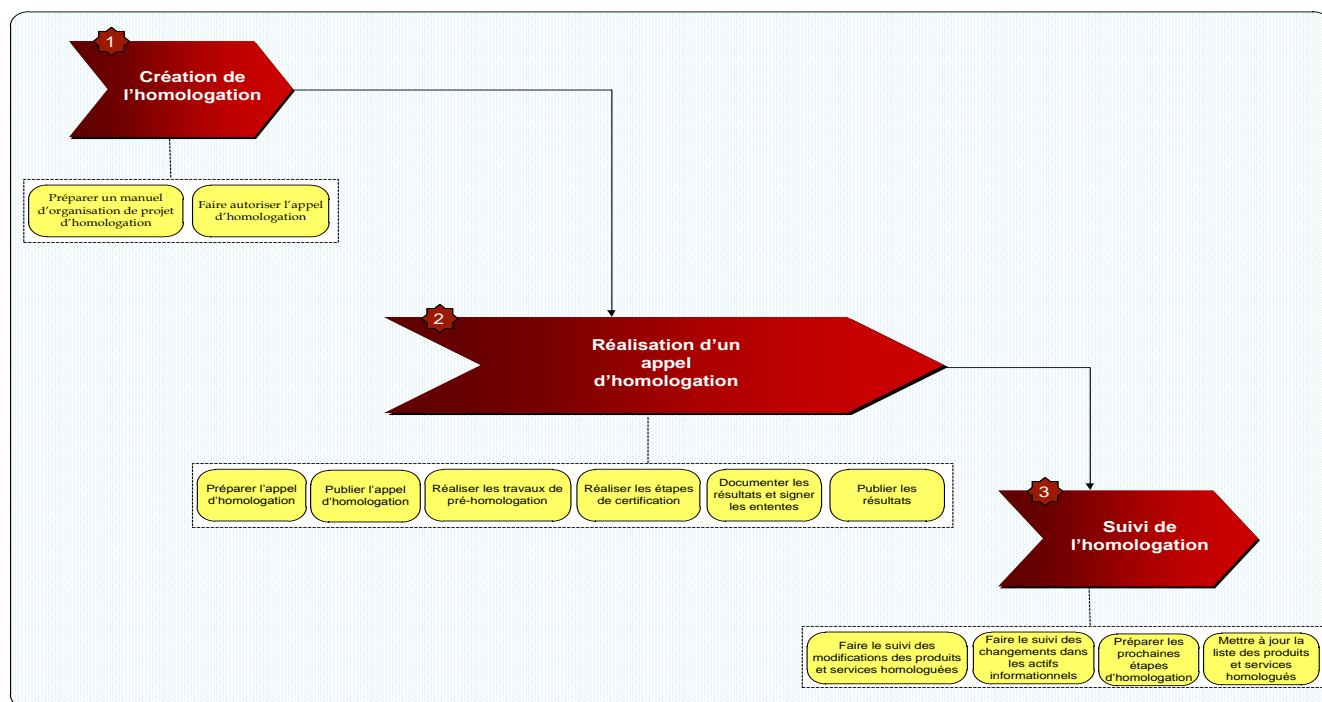 1
Création de
l'homologation
Préparer un manuel
d'organisation de projet
d'homologation
Faire autoriser l'appel
d'homologation
2
Réalisation d'un
appel
d'homologation
Préparer l'appel
d'homologation
Publier l'appel
d'homologation
Réaliser les travaux de
pré-homologation
Réaliser les étapes
de certification
Documenter les
résultats et signer
les ententes
Publier les
résultats
3
Suivi de
l'homologation
Faire le suivi des
modifications des produits
et services homologuées
Faire le suivi des
changements dans
les actifs
informationnels
Préparer les
prochaines
étapes
d'homologation
Mettre à jour la
liste des produits
et services
homologués